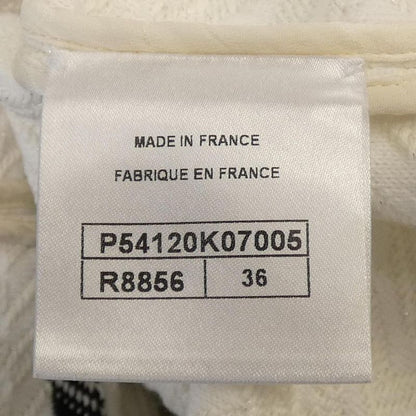 MADE IN FRANCE
FABRIQUE EN FRANCE
P54120K07005
R8856 36